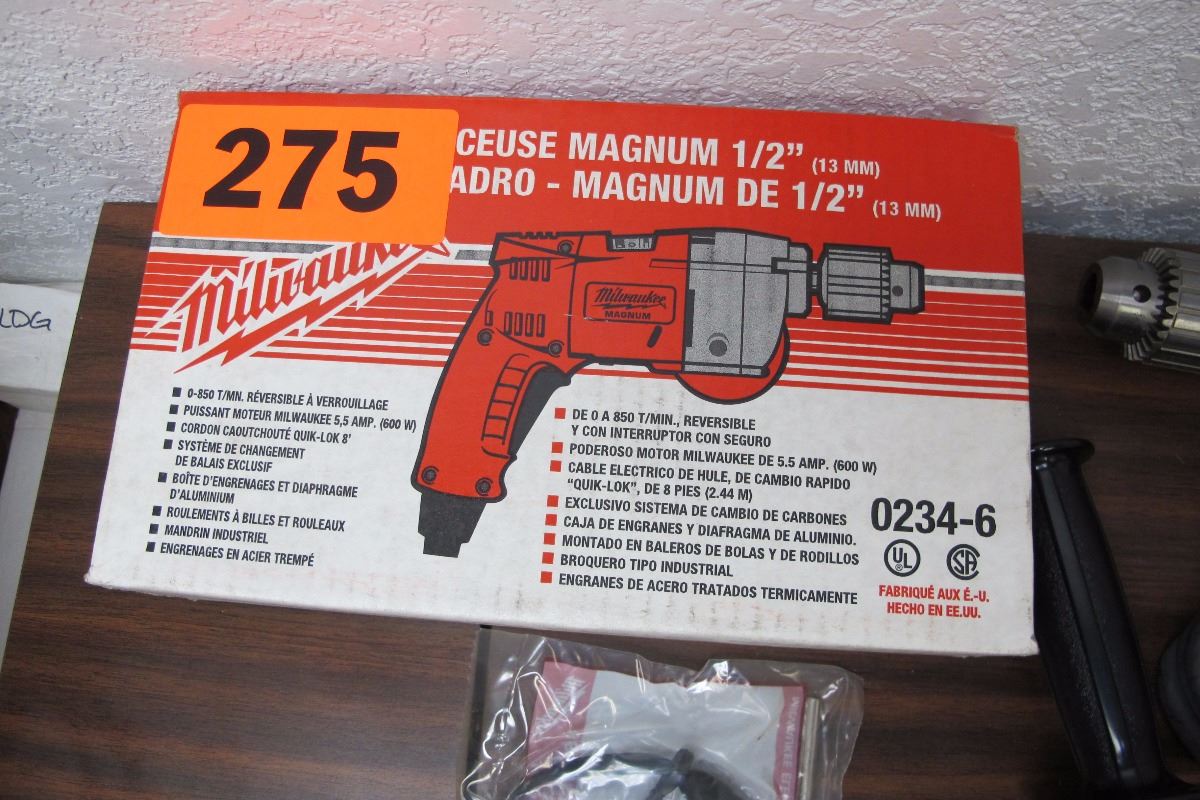 275
CEUSE MAGNUM 1/2” (13 MM)
ADRO - MAGNUM DE 1/2” (13 MM)
Milwaukee
Milwaukee
MAGNUM
0-850 T/MN. RÉVERSIBLE À VERROUILLAGE
PUISSANT MOTEUR MILWAUKEE 5,5 AMP. (600 W)
CORDON CAOUTCHOUTÉ QUIK-LOK 8'
SYSTÈME DE CHANGEMENT
DE BALAIS EXCLUSIF
BOÎTE D'ENGRENAGES ET DIAPHRAGME
D'ALUMINIUM
ROULEMENTS À BILLES ET ROULEAUX
MANDRIN INDUSTRIEL
ENGRENAGES EN ACIER TREMPÉ
DE 0 A 850 T/MIN., REVERSIBLE
Y CON INTERRUPTOR CON SEGURO
PODEROSO MOTOR MILWAUKEE DE 5.5 AMP. (600 W)
CABLE ELECTRICO DE HULE, DE CAMBIO RAPIDO
“QUIK-LOK”, DE 8 PIES (2.44 M)
EXCLUSIVO SISTEMA DE CAMBIO DE CARBONES
CAJA DE ENGRANES Y DIAFRAGMA DE ALUMINIO.
MONTADO EN BALEROS DE BOLAS Y DE RODILLOS
BROQUERO TIPO INDUSTRIAL
ENGRANES DE ACERO TRATADOS TERMICAMENTE
0234-6
UL
SA
FABRIQUÉ AUX É.-U.
HECHO EN EE.UU.
LDG